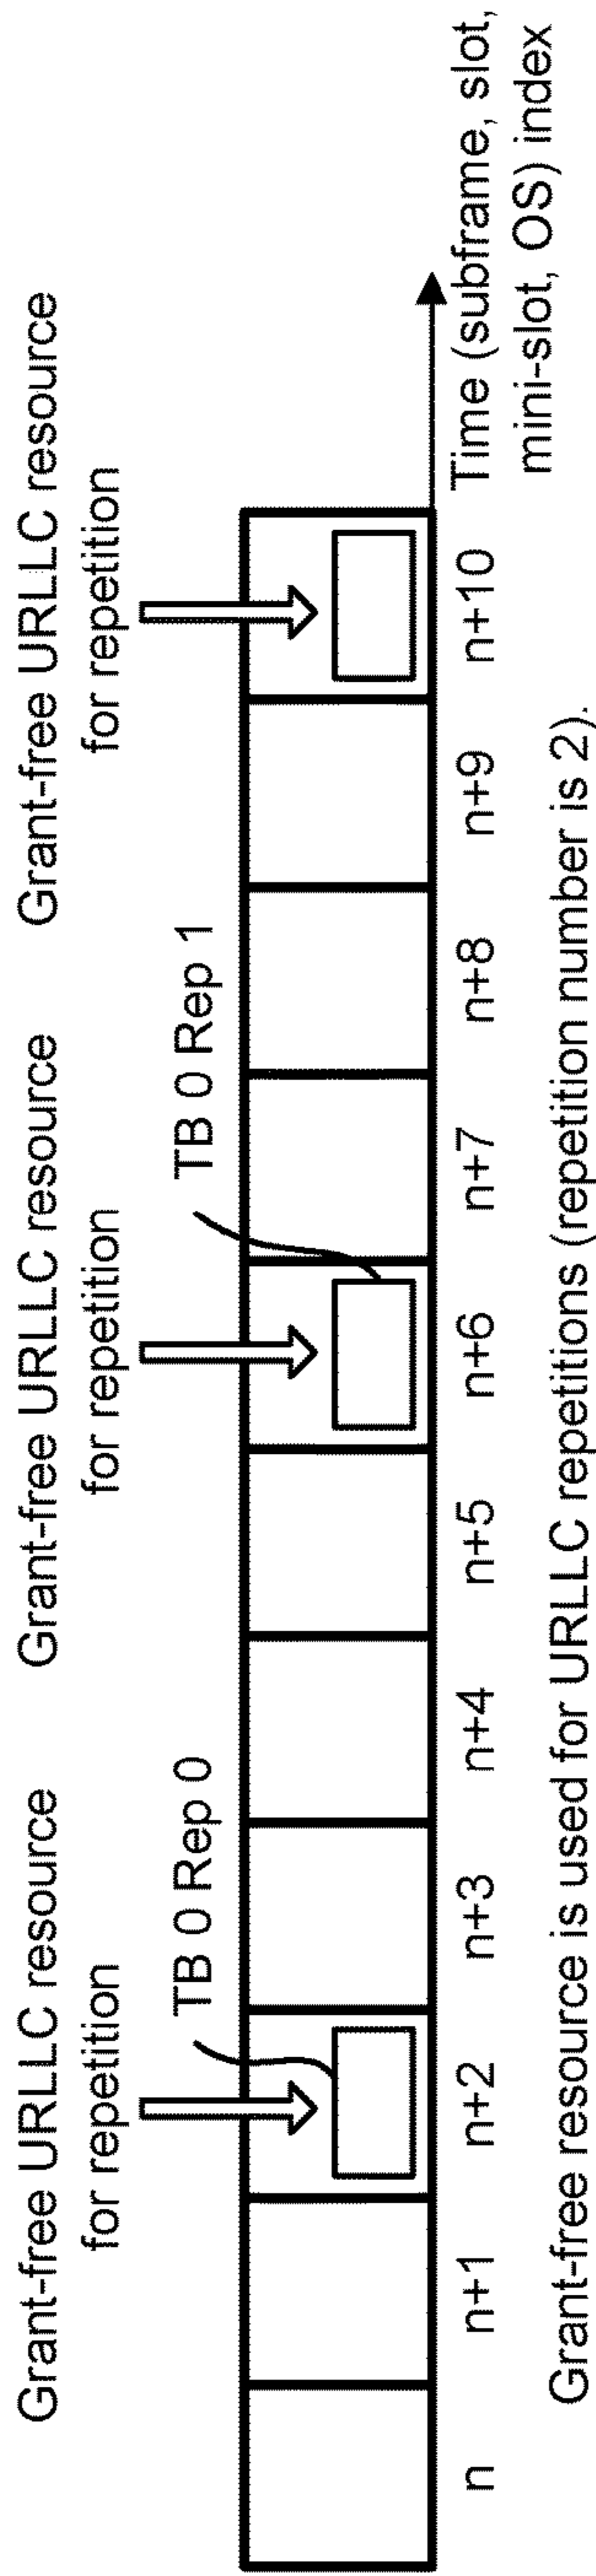 Grant-free URLLC resource
for repetition
Grant-free URLLC resource
for repetition
Grant-free URLLC resource
for repetition
TB 0 Rep 0
TB 0 Rep 1
n
n+1
n+2
n+3
n+4
n+5
n+6
n+7
n+8
n+9
n+10
Time (subframe, slot,
mini-slot, OS) index
Grant-free resource is used for URLLC repetitions (repetition number is 2).